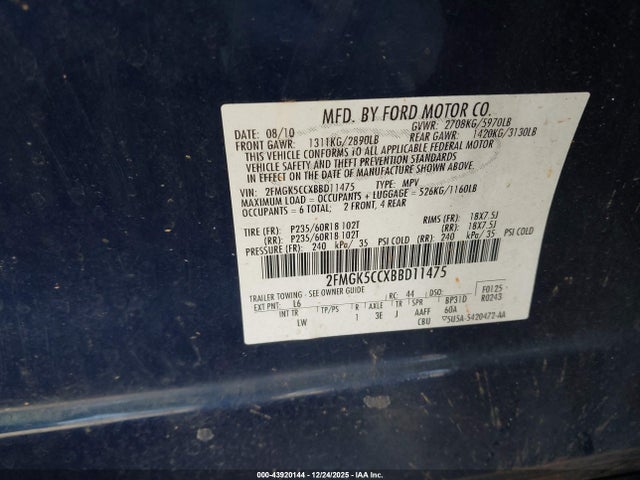 MFD. BY FORD MOTOR CO.
DATE: 08/10 GVWR: 2708KG/5970LB
FRONT GAWR: 1311KG/2890LB REAR GAWR: 1420KG/3130LB
THIS VEHICLE CONFORMS TO ALL APPLICABLE FEDERAL MOTOR
VEHICLE SAFETY AND THEFT PREVENTION STANDARDS
IN EFFECT ON THE DATE OF MANUFACTURE SHOWN ABOVE.
VIN: 2FMGK5CCXBBD11475 TYPE: MPV
MAXIMUM LOAD = OCCUPANTS + LUGGAGE = 526KG/1160LB
OCCUPANTS = 6 TOTAL; 2 FRONT, 4 REAR
TIRE (FR): P235/60R18 102T RIMS (FR): 18X7.5J
(RR): P235/60R18 102T (RR): 18X7.5J
PRESSURE (FR): 240 kPa/ 35 PSI COLD (RR): 240 kPa/ 35 PSI COLD
2FMGK5CCXBBD11475
TRAILER TOWING - SEE OWNER GUIDE
EXT PNT: L6 RC: 44 DSO: F0125
INT TR TP/PS R AXLE TR SPR BP31D R0243
LW 1 3E J AAFF 60A
CBU 5U5A-5420472-AA
000-43920144 - 12/24/2025 - IAA Inc.